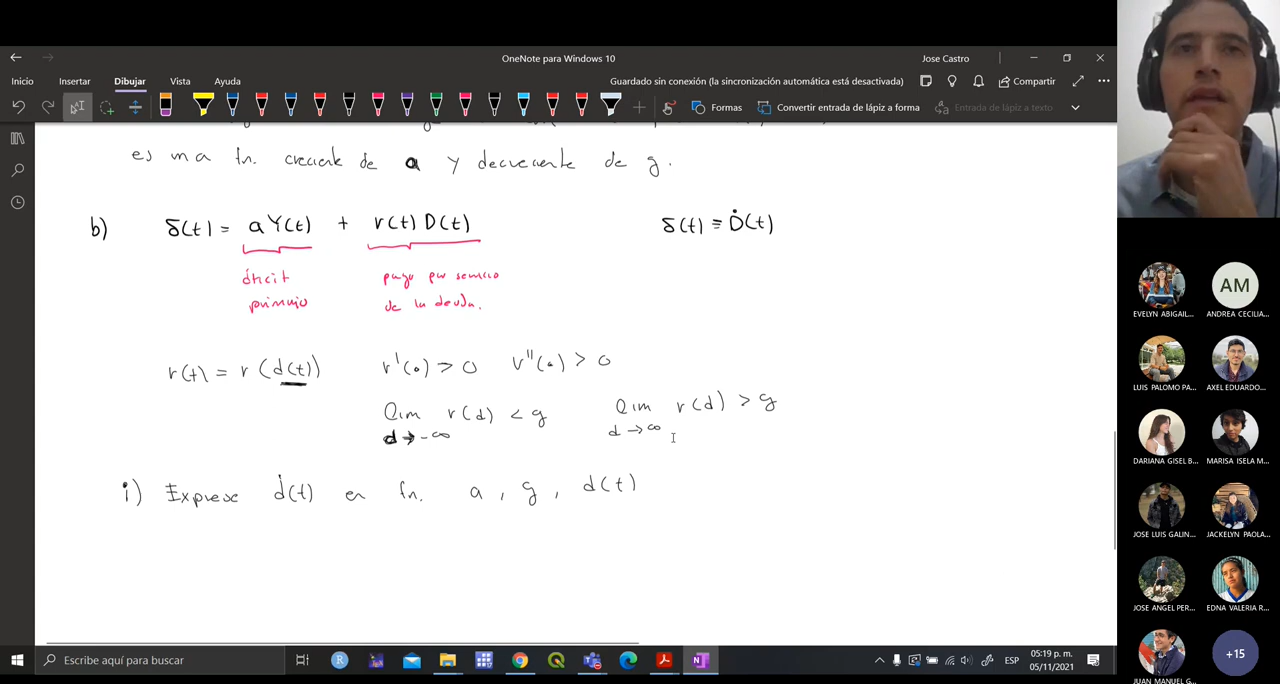 OneNote para Windows 10
Jose Castro
Inicio Insertar Dibujar Vista Ayuda
Guardado sin conexión (la sincronización automática está desactivada)
Compartir
Formas
Convertir entrada de lápiz a forma
Entrada de lápiz a texto
es una fn. creciente de a y decreciente de g.
b) δ(t) = aY(t) + r(t) D(t) δ(t) ≡ Ḋ(t)
déficit pago por servicio
primario de la deuda.
r(t) = r(d(t)) r'(•) > 0 r''(•) > 0
lim r(d) < g lim r(d) > g
d → -∞ d → ∞
i) Exprese ḋ(t) en fn. a, g, d(t)
EVELYN ABIGAIL...
AM
ANDREA CECILIA...
LUIS PALOMO PA...
AXEL EDUARDO...
DARIANA GISEL B...
MARISA ISELA M...
JOSE LUIS GALIN...
JACKELYN PAOLA...
JOSE ANGEL PER...
EDNA VALERIA R...
JUAN MANUEL G...
+15
Escribe aquí para buscar
ESP
05:19 p. m.
05/11/2021